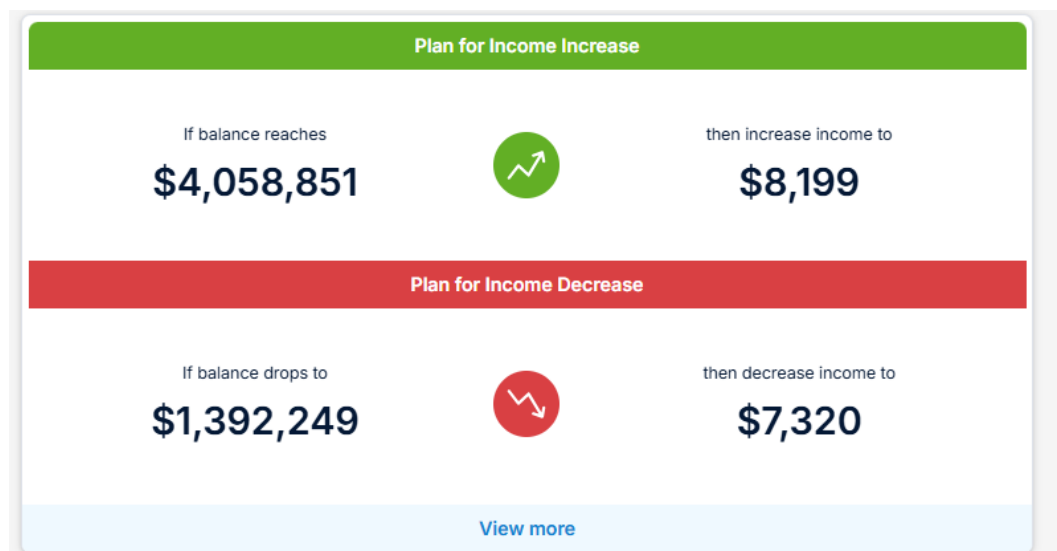 Plan for Income Increase
If balance reaches
then increase income to
$4,058,851
$8,199
Plan for Income Decrease
If balance drops to
then decrease income to
$1,392,249
$7,320
View more